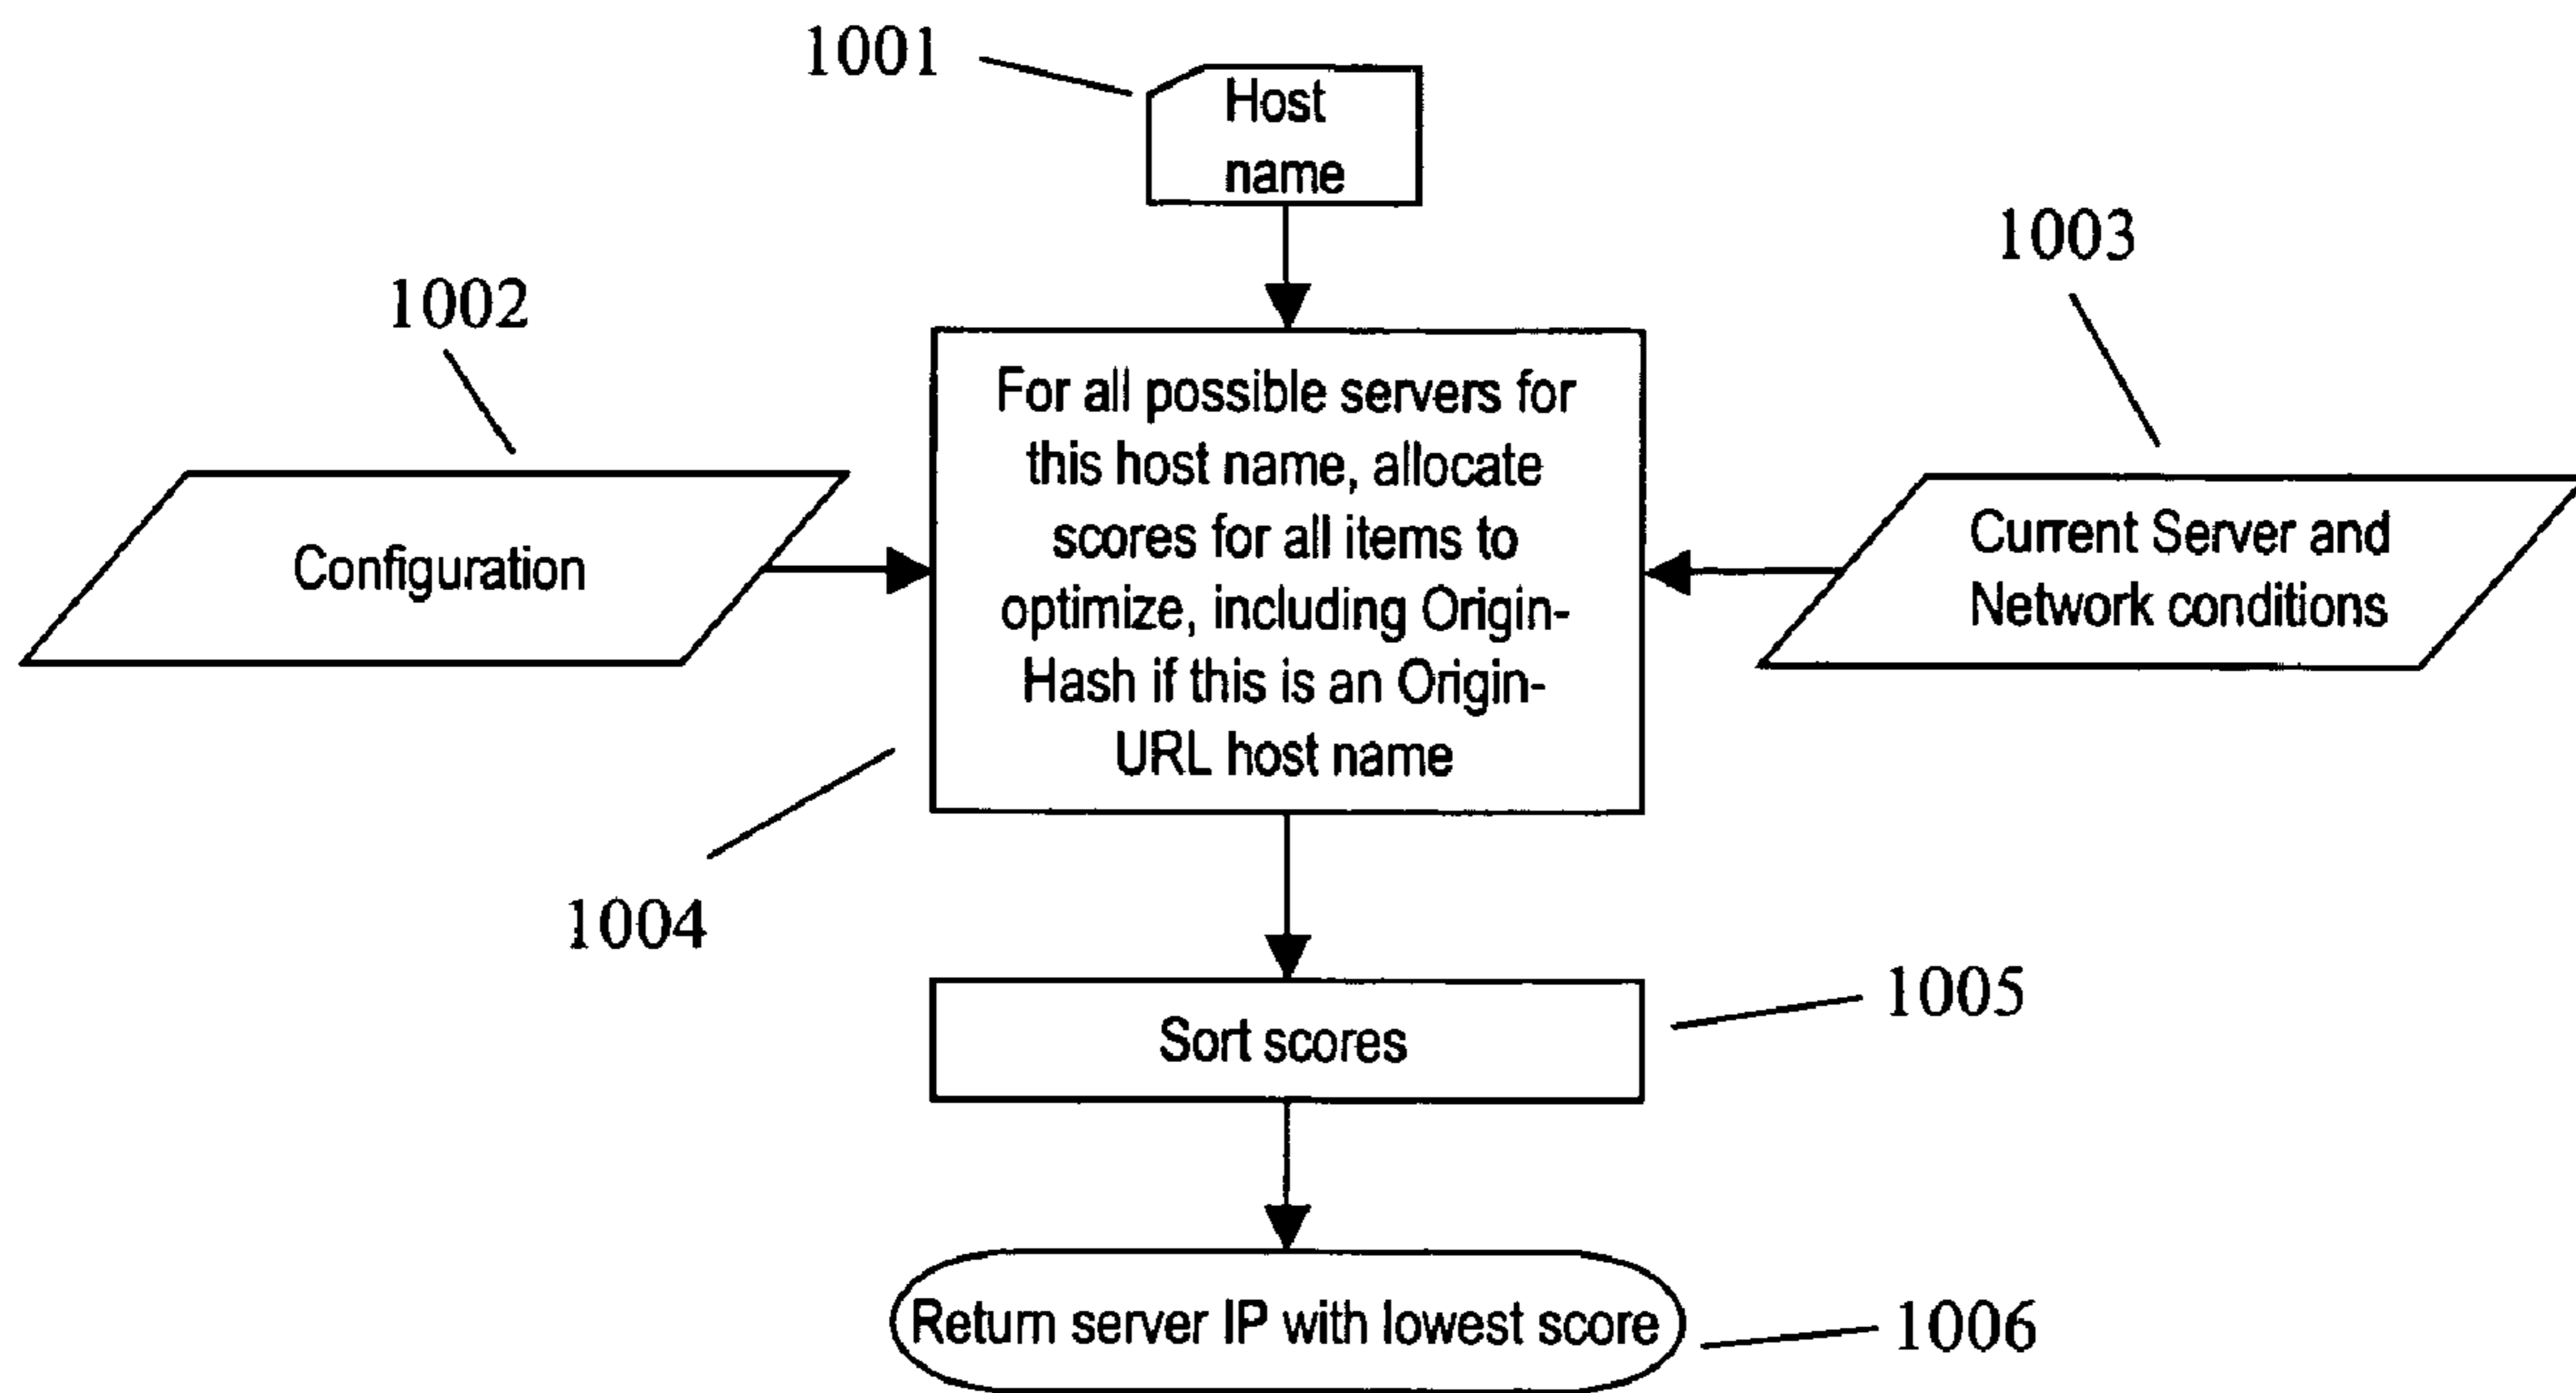 1001
Host
name
1003
1002
For all possible servers for
this host name, allocate
scores for all items to
optimize, including Origin-
Hash if this is an Origin-
URL host name
Configuration
Current Server and
Network conditions
1004
1005
Sort scores
Return server IP with lowest score
1006